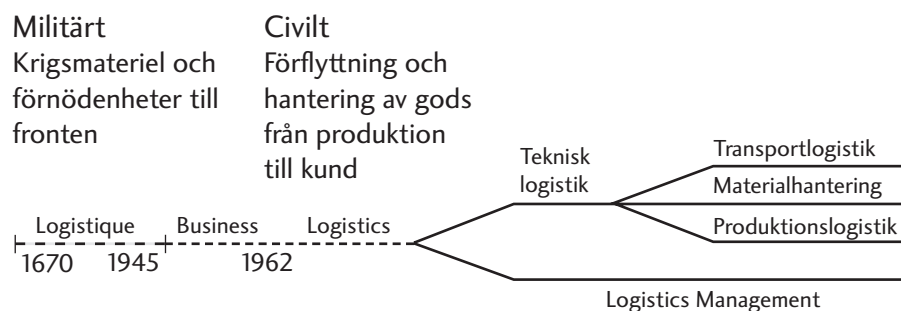 Militärt
Krigsmateriel och
förnödenheter till
fronten
Civilt
Förflyttning och
hantering av gods
från produktion
till kund
Teknisk
logistik
Transportlogistik
Materialhantering
Produktionslogistik
Logistique
Business
Logistics
1670
1945
1962
Logistics Management